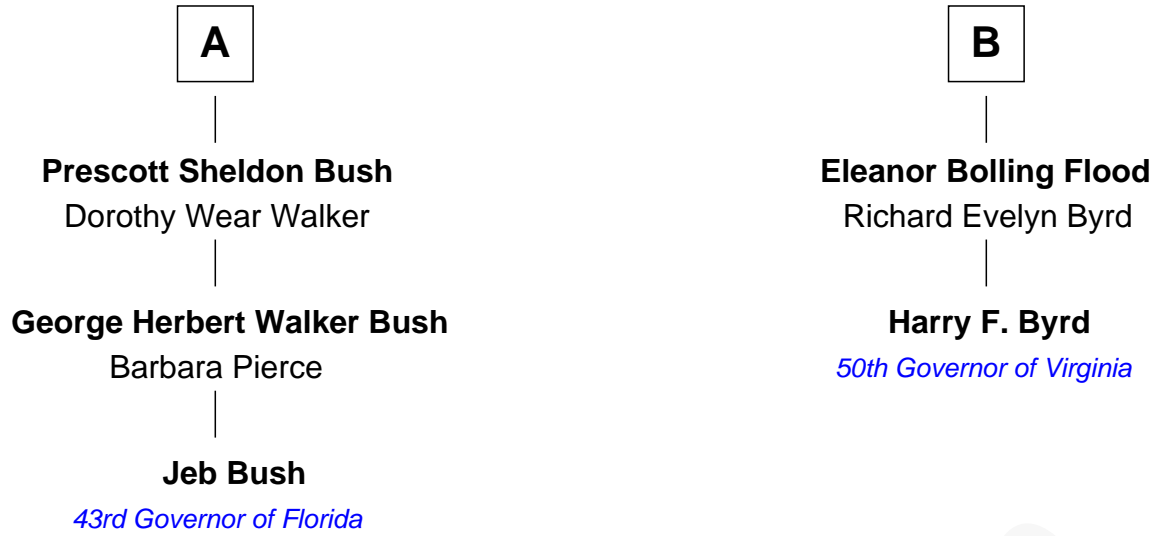 A
Prescott Sheldon Bush
Dorothy Wear Walker
George Herbert Walker Bush
Barbara Pierce
Jeb Bush
43rd Governor of Florida
B
Eleanor Bolling Flood
Richard Evelyn Byrd
Harry F. Byrd
50th Governor of Virginia